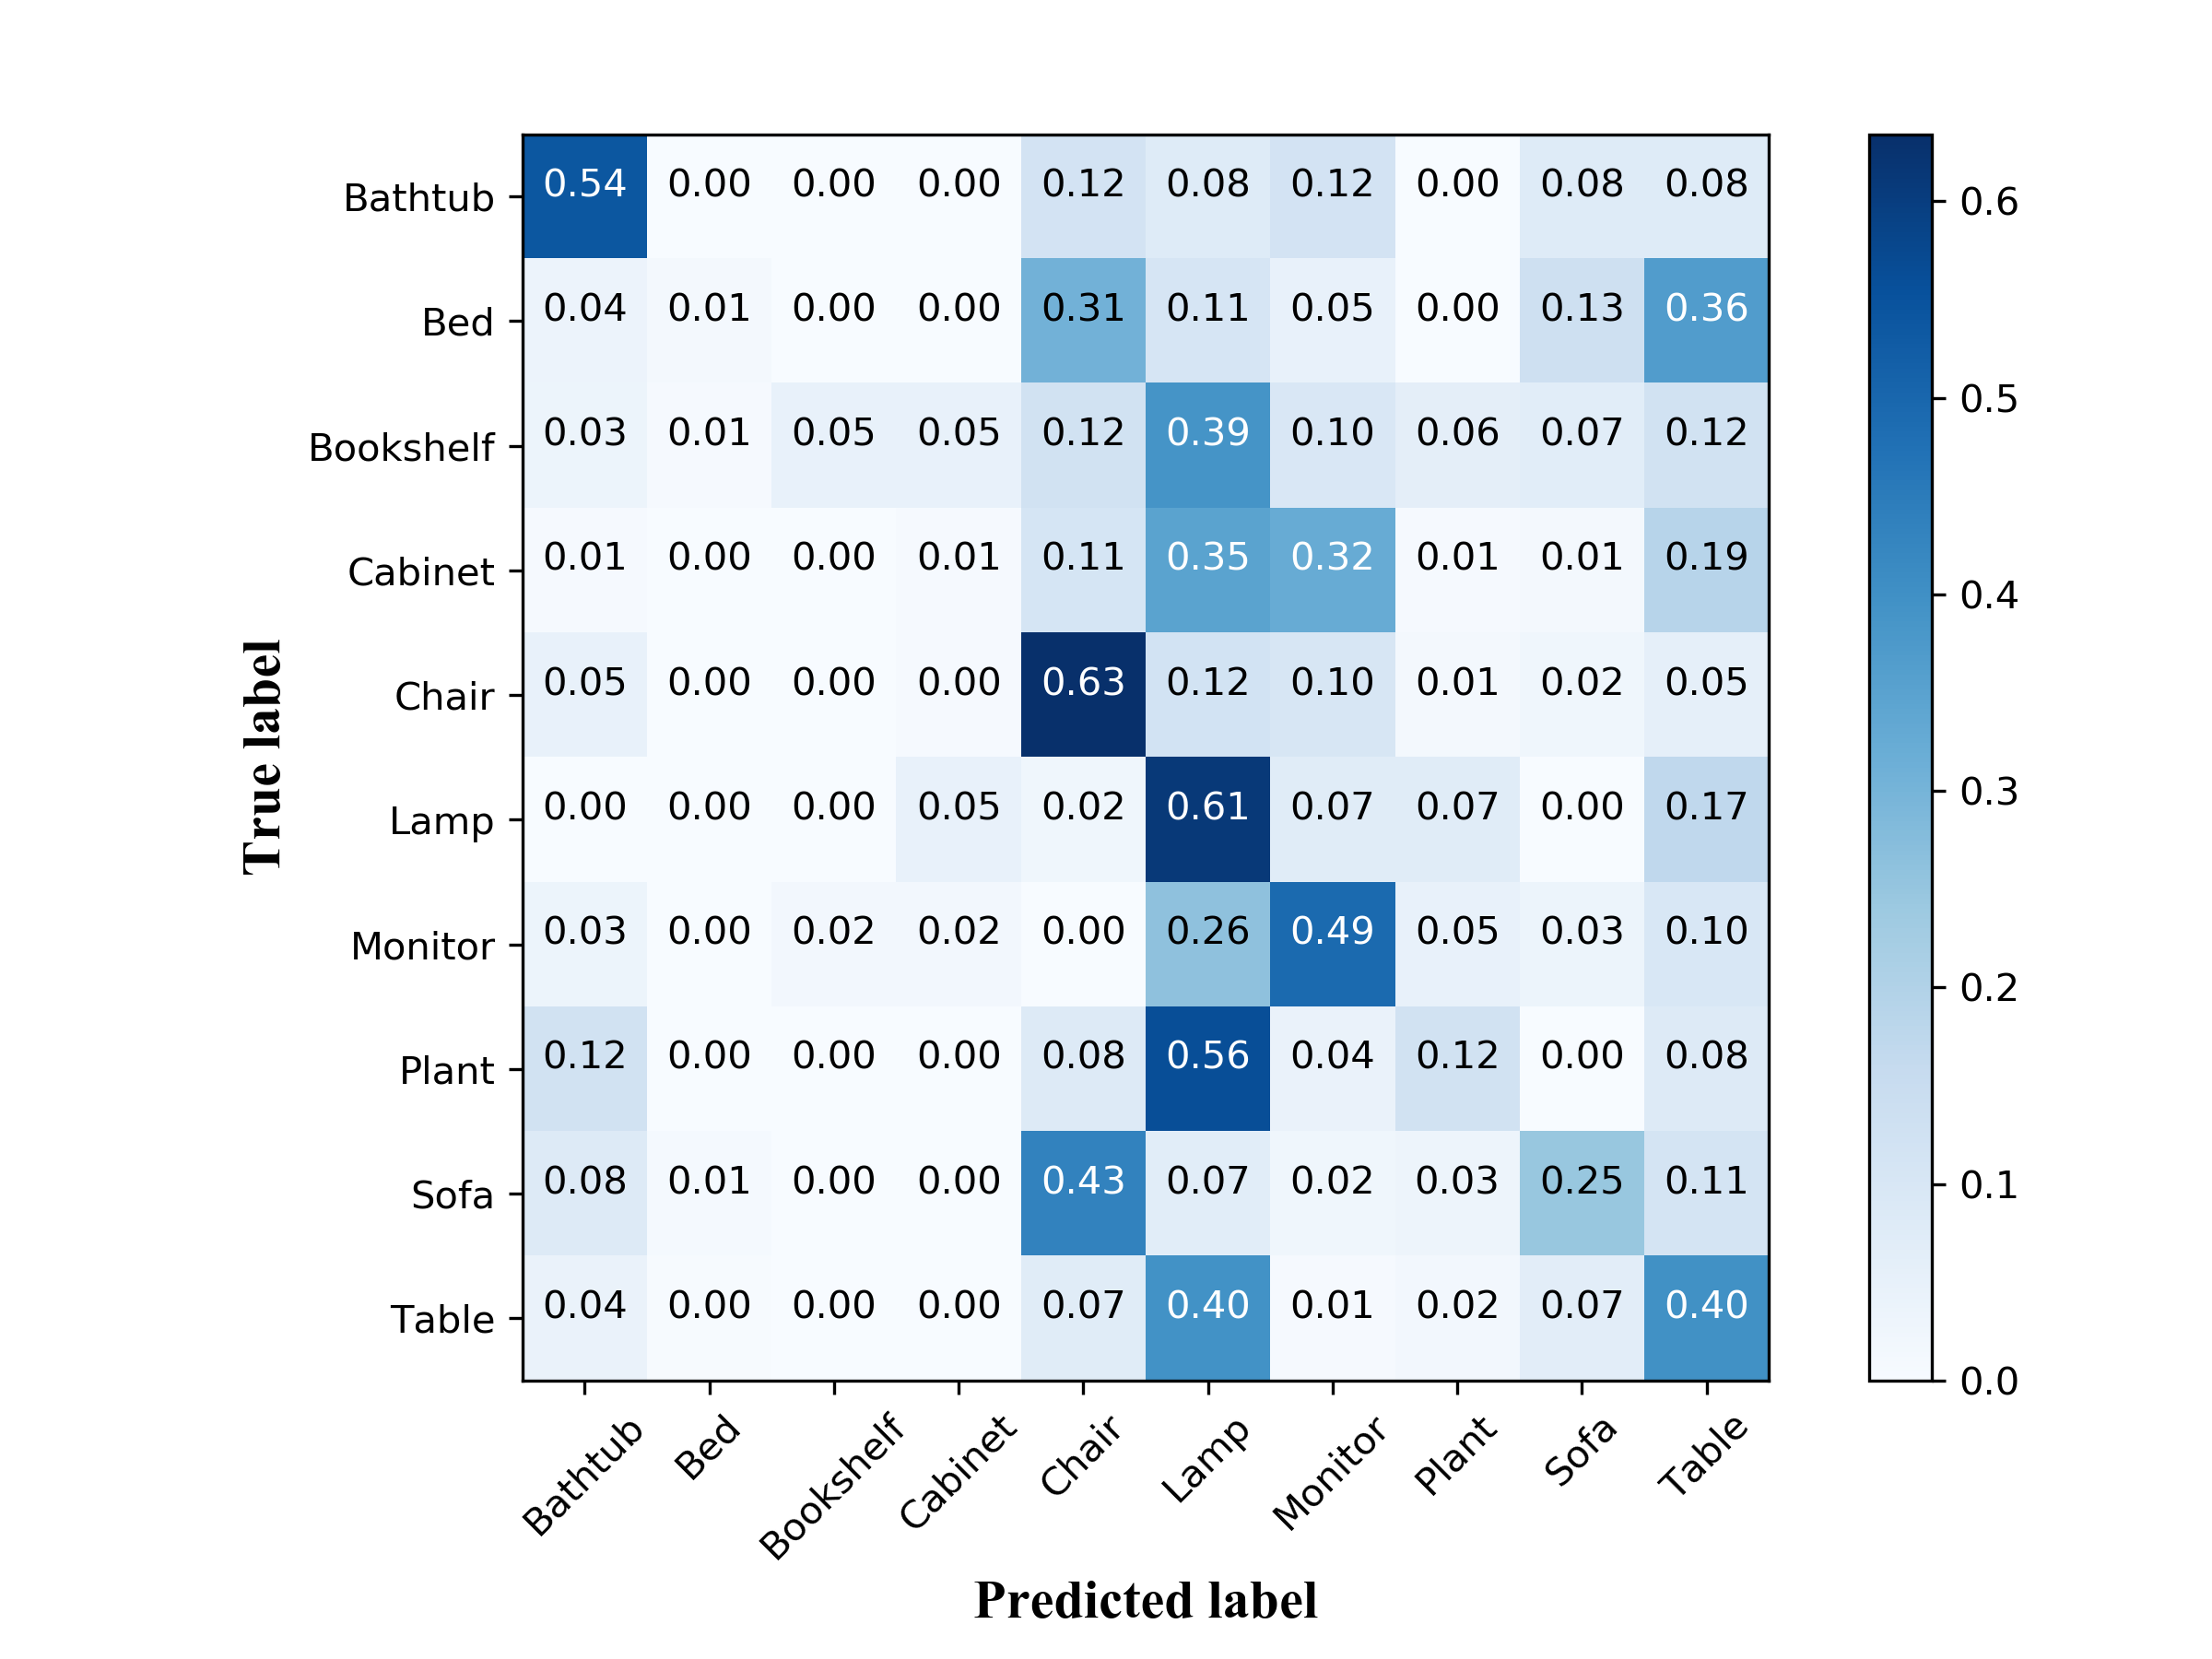 Bathtub 0.54 0.00 0.00 0.00 0.12 0.08 0.12 0.00 0.08 0.08
Bed 0.04 0.01 0.00 0.00 0.31 0.11 0.05 0.00 0.13 0.36
Bookshelf 0.03 0.01 0.05 0.05 0.12 0.39 0.10 0.06 0.07 0.12
Cabinet 0.01 0.00 0.00 0.01 0.11 0.35 0.32 0.01 0.01 0.19
Chair 0.05 0.00 0.00 0.00 0.63 0.12 0.10 0.01 0.02 0.05
Lamp 0.00 0.00 0.00 0.05 0.02 0.61 0.07 0.07 0.00 0.17
Monitor 0.03 0.00 0.02 0.02 0.00 0.26 0.49 0.05 0.03 0.10
Plant 0.12 0.00 0.00 0.00 0.08 0.56 0.04 0.12 0.00 0.08
Sofa 0.08 0.01 0.00 0.00 0.43 0.07 0.02 0.03 0.25 0.11
Table 0.04 0.00 0.00 0.00 0.07 0.40 0.01 0.02 0.07 0.40
Bathtub Bed Bookshelf Cabinet Chair Lamp Monitor Plant Sofa Table
Predicted label
True label
0.6
0.5
0.4
0.3
0.2
0.1
0.0